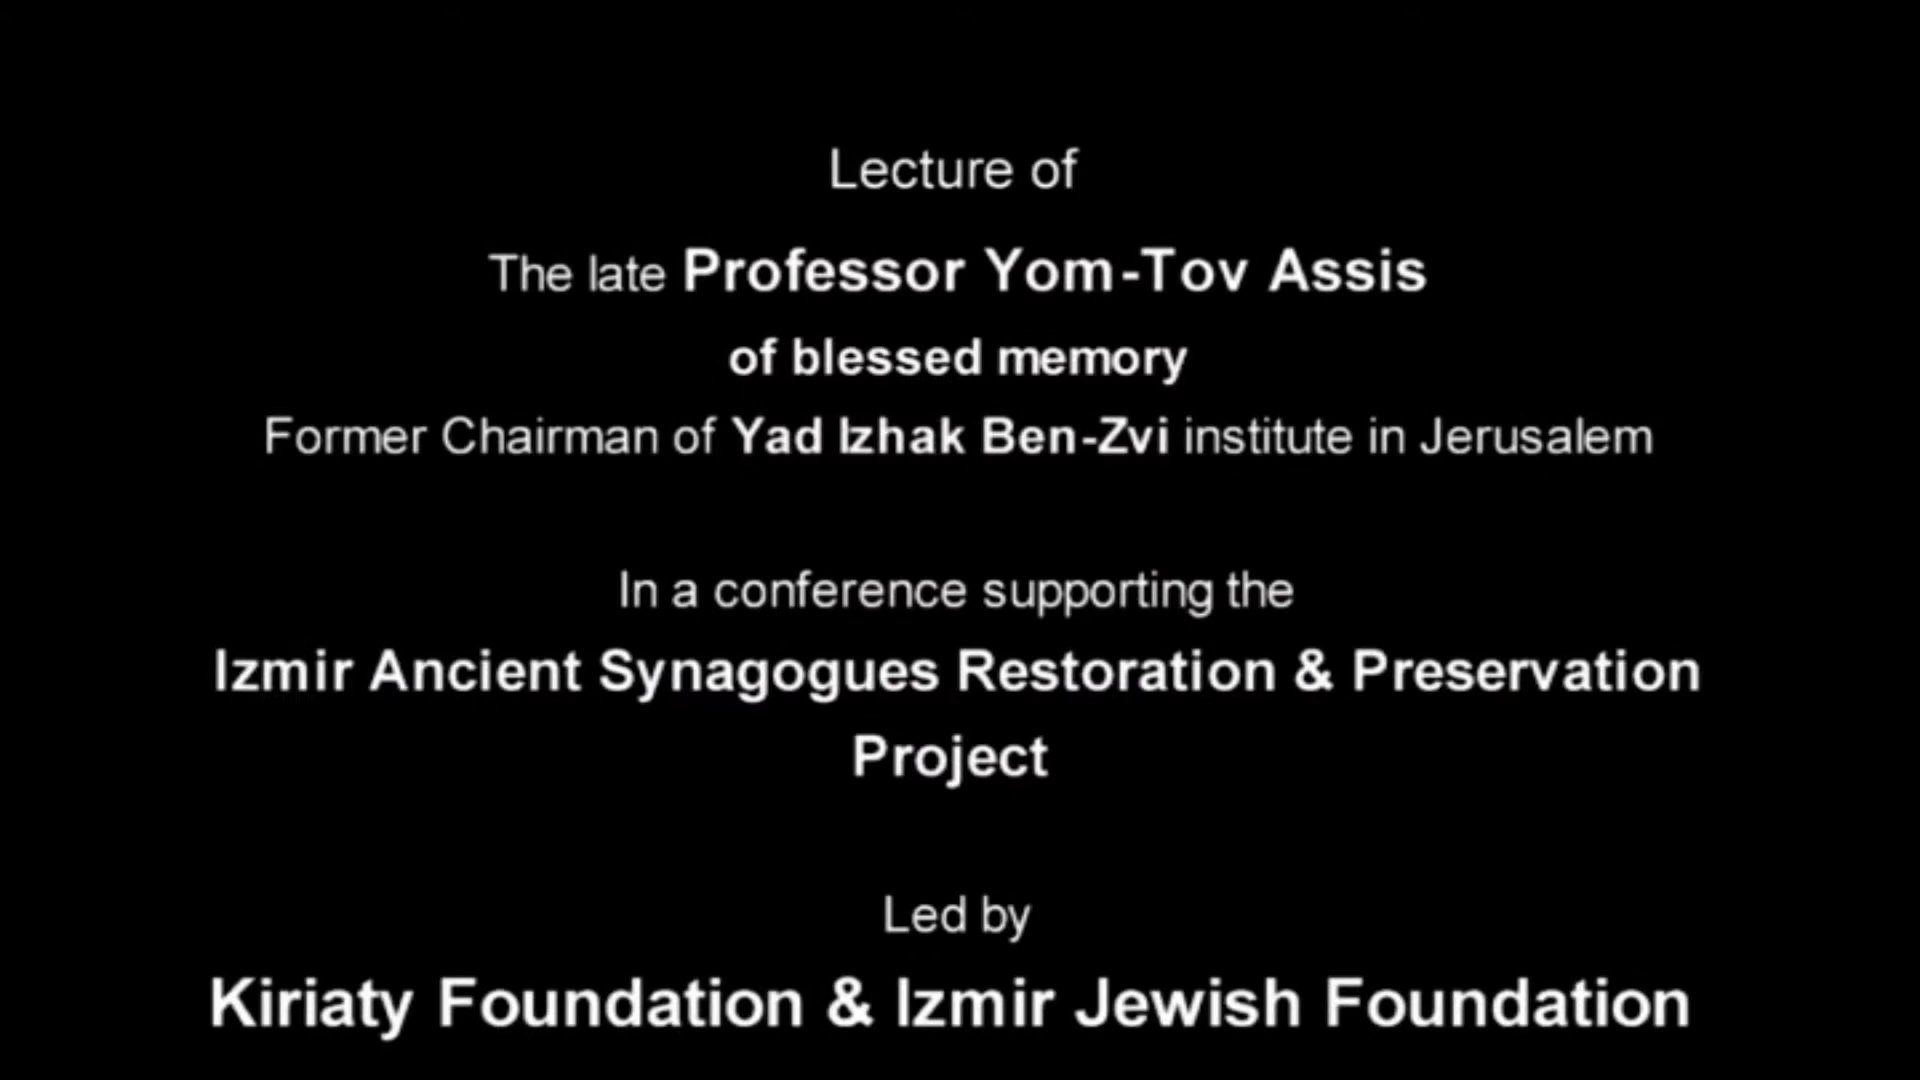 Lecture of
The late Professor Yom-Tov Assis
of blessed memory
Former Chairman of Yad Izhak Ben-Zvi institute in Jerusalem
In a conference supporting the
Izmir Ancient Synagogues Restoration & Preservation
Project
Led by
Kiriaty Foundation & Izmir Jewish Foundation